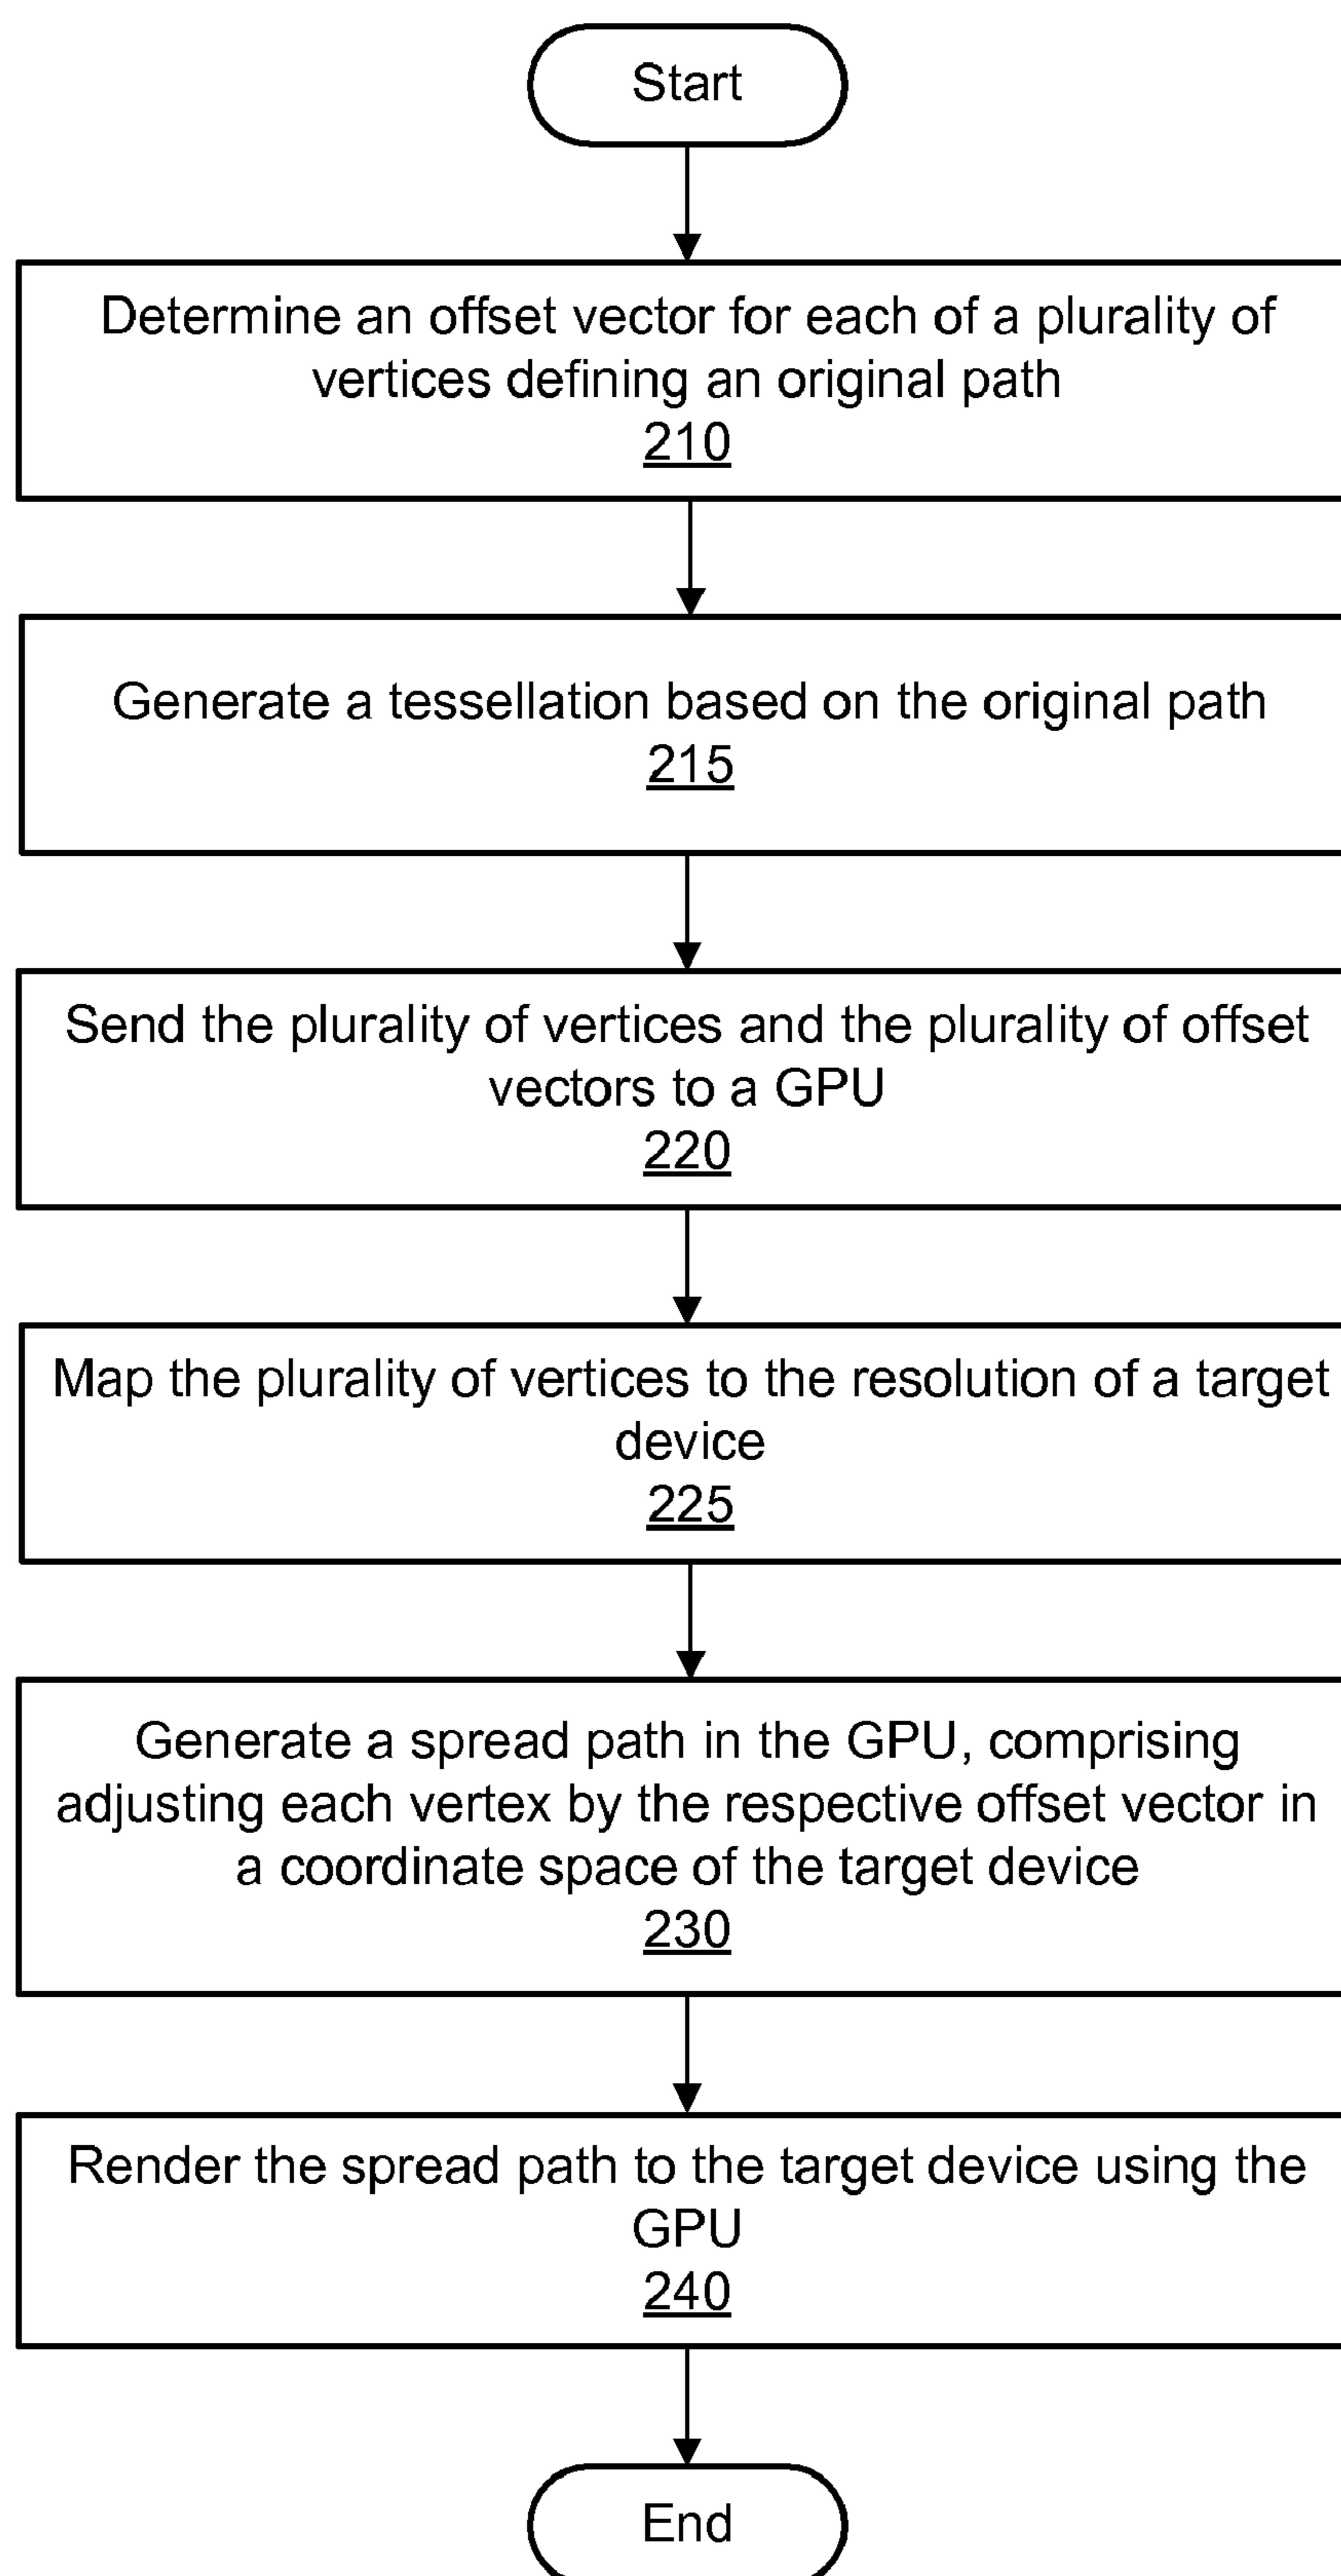 Start
Determine an offset vector for each of a plurality of
vertices defining an original path
210
Generate a tessellation based on the original path
215
Send the plurality of vertices and the plurality of offset
vectors to a GPU
220
Map the plurality of vertices to the resolution of a target
device
225
Generate a spread path in the GPU, comprising
adjusting each vertex by the respective offset vector in
a coordinate space of the target device
230
Render the spread path to the target device using the
GPU
240
End